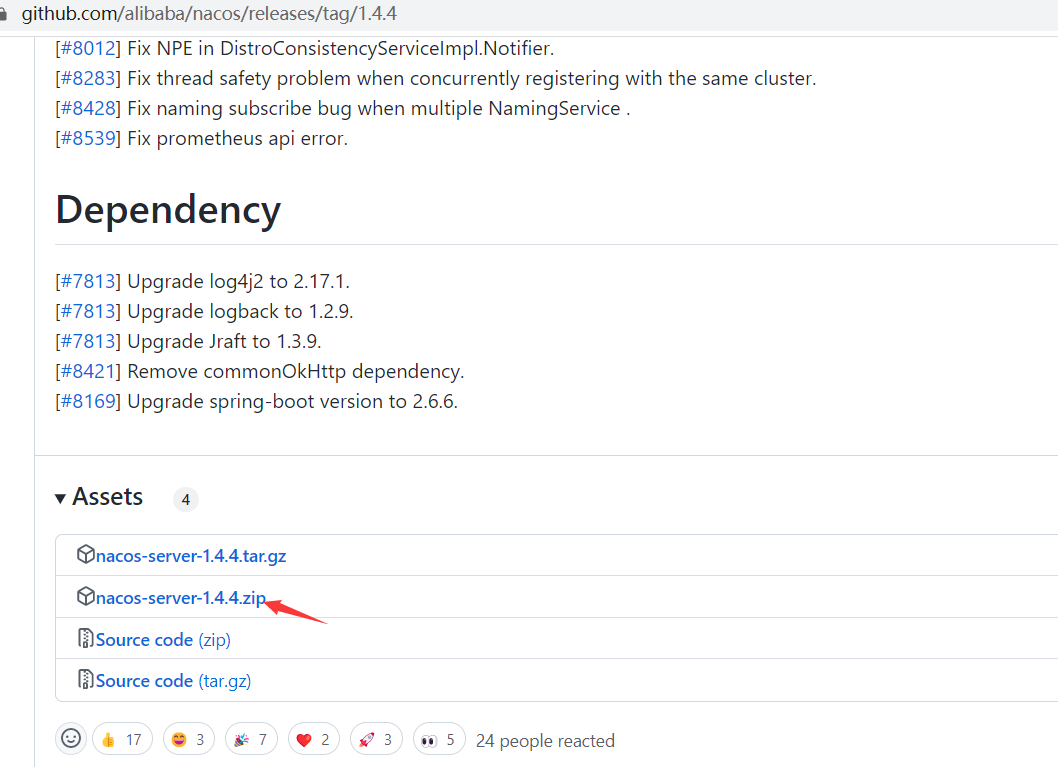 github.com/alibaba/nacos/releases/tag/1.4.4
[#8012] Fix NPE in DistroConsistencyServiceImpl.Notifier.
[#8283] Fix thread safety problem when concurrently registering with the same cluster.
[#8428] Fix naming subscribe bug when multiple NamingService .
[#8539] Fix prometheus api error.
Dependency
[#7813] Upgrade log4j2 to 2.17.1.
[#7813] Upgrade logback to 1.2.9.
[#7813] Upgrade Jraft to 1.3.9.
[#8421] Remove commonOkHttp dependency.
[#8169] Upgrade spring-boot version to 2.6.6.
Assets 4
nacos-server-1.4.4.tar.gz
nacos-server-1.4.4.zip
Source code (zip)
Source code (tar.gz)
17 3 7 2 3 5 24 people reacted